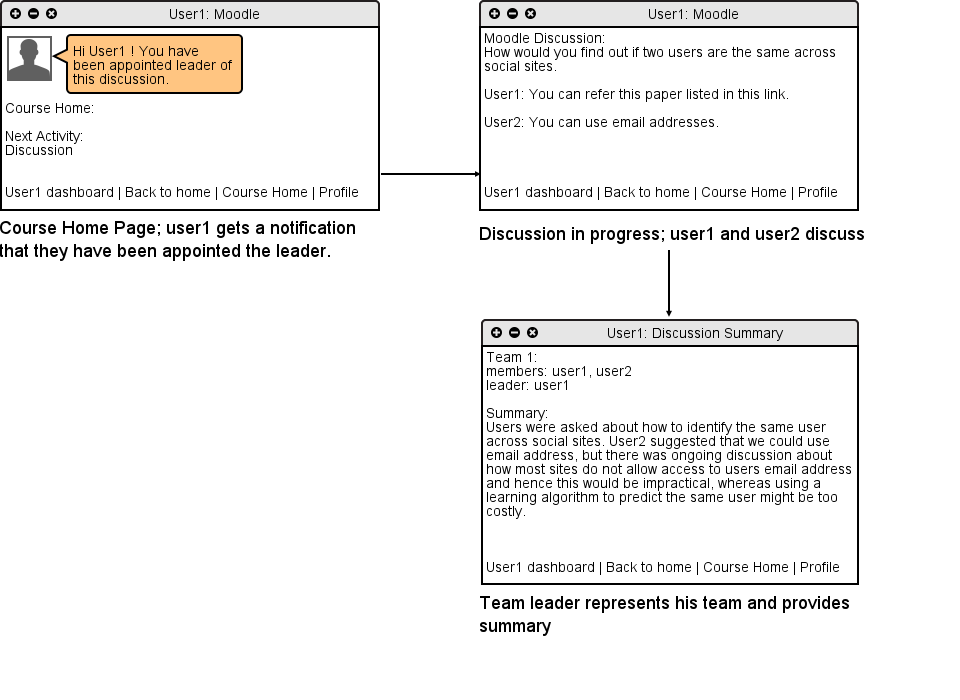 User1: Moodle
Hi User1 ! You have
been appointed leader of
this discussion.
Course Home:
Next Activity:
Discussion
User1 dashboard | Back to home | Course Home | Profile
Course Home Page; user1 gets a notification
that they have been appointed the leader.
User1: Moodle
Moodle Discussion:
How would you find out if two users are the same across
social sites.
User1: You can refer this paper listed in this link.
User2: You can use email addresses.
User1 dashboard | Back to home | Course Home | Profile
Discussion in progress; user1 and user2 discuss
User1: Discussion Summary
Team 1:
members: user1, user2
leader: user1
Summary:
Users were asked about how to identify the same user
across social sites. User2 suggested that we could use
email address, but there was ongoing discussion about
how most sites do not allow access to users email address
and hence this would be impractical, whereas using a
learning algorithm to predict the same user might be too
costly.
User1 dashboard | Back to home | Course Home | Profile
Team leader represents his team and provides
summary